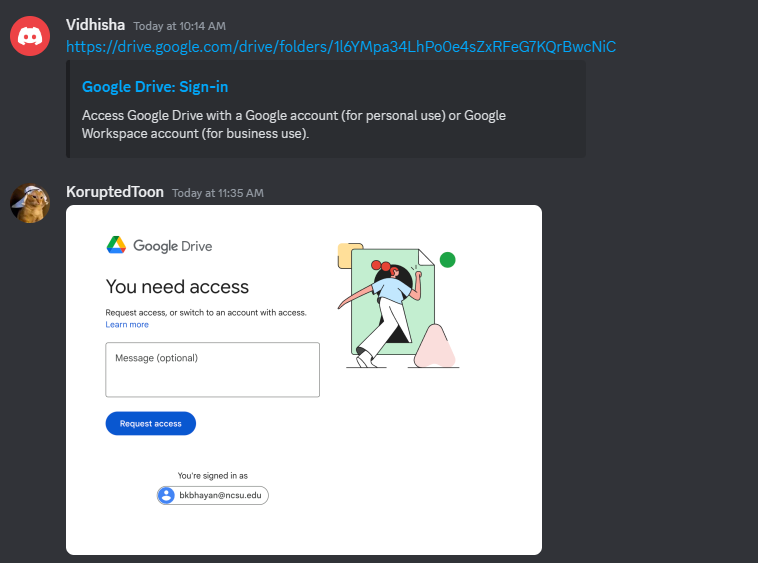 Vidhisha Today at 10:14 AM
https://drive.google.com/drive/folders/1l6YMpa34LhPo0e4sZxRFeG7KQrBwcNiC
Google Drive: Sign-in
Access Google Drive with a Google account (for personal use) or Google
Workspace account (for business use).
KoruptedToon Today at 11:35 AM
Google Drive
You need access
Request access, or switch to an account with access.
Learn more
Message (optional)
Request access
You're signed in as
bkbhayan@ncsu.edu